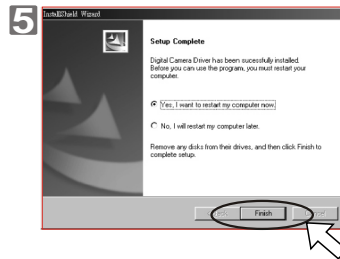 5
InstallShield Wizard
Setup Complete
Digital Camera Driver has been sucessfully installed.
Before you can use the program, you must restart your
computer.
Yes, I want to restart my computer now.
No, I will restart my computer later.
Remove any disks from their drives, and then click Finish to
complete setup.
Finish